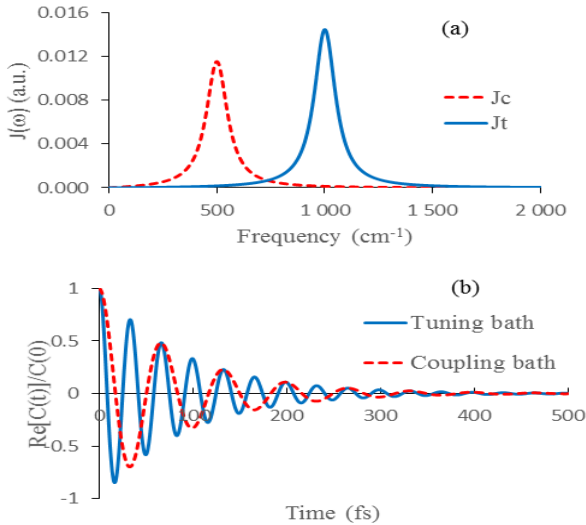 0.016
(a)
0.012
0.008
0.004
0.000
J(ω) (a.u.)
Jc
Jt
0 500 1 000 1 500 2 000
Frequency (cm-1)
1
(b)
0.5
0
-0.5
-1
Re[C(t)]/C(0)
Tuning bath
Coupling bath
0 100 200 300 400 500
Time (fs)